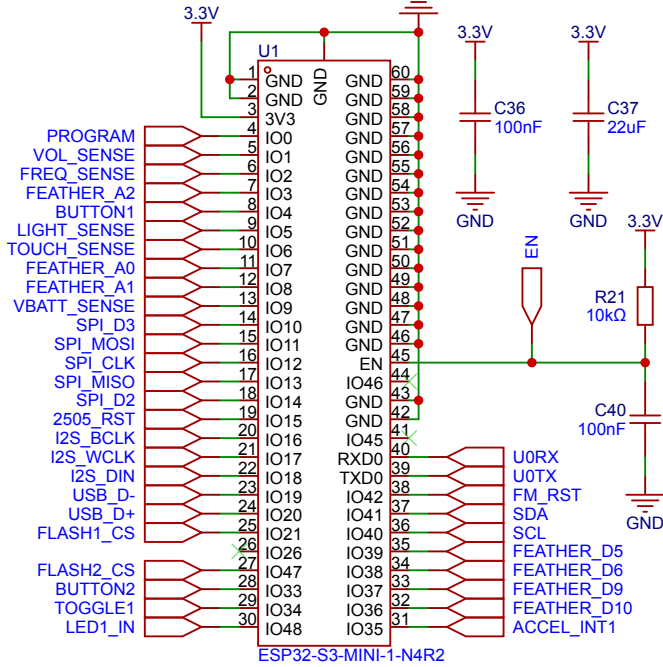 3.3V
U1
1 GND
2 GND
GND
3 3V3
PROGRAM 4 IO0
VOL_SENSE 5 IO1
FREQ_SENSE 6 IO2
FEATHER_A2 7 IO3
BUTTON1 8 IO4
LIGHT_SENSE 9 IO5
TOUCH_SENSE 10 IO6
FEATHER_A0 11 IO7
FEATHER_A1 12 IO8
VBATT_SENSE 13 IO9
SPI_D3 14 IO10
SPI_MOSI 15 IO11
SPI_CLK 16 IO12
SPI_MISO 17 IO13
SPI_D2 18 IO14
2505_RST 19 IO15
I2S_BCLK 20 IO16
I2S_WCLK 21 IO17
I2S_DIN 22 IO18
USB_D- 23 IO19
USB_D+ 24 IO20
FLASH1_CS 25 IO21
26 IO26
FLASH2_CS 27 IO47
BUTTON2 28 IO33
TOGGLE1 29 IO34
LED1_IN 30 IO48
GND 60
GND 59
GND 58
GND 57
GND 56
GND 55
GND 54
GND 53
GND 52
GND 51
GND 50
GND 49
GND 48
GND 47
GND 46
EN 45
IO46 44
GND 43
GND 42
IO45 41
RXD0 40 U0RX
TXD0 39 U0TX
IO42 38 FM_RST
IO41 37 SDA
IO40 36 SCL
IO39 35 FEATHER_D5
IO38 34 FEATHER_D6
IO37 33 FEATHER_D9
IO36 32 FEATHER_D10
IO35 31 ACCEL_INT1
ESP32-S3-MINI-1-N4R2
3.3V
C36
100nF
GND
3.3V
C37
22uF
GND
EN
3.3V
R21
10kΩ
C40
100nF
GND